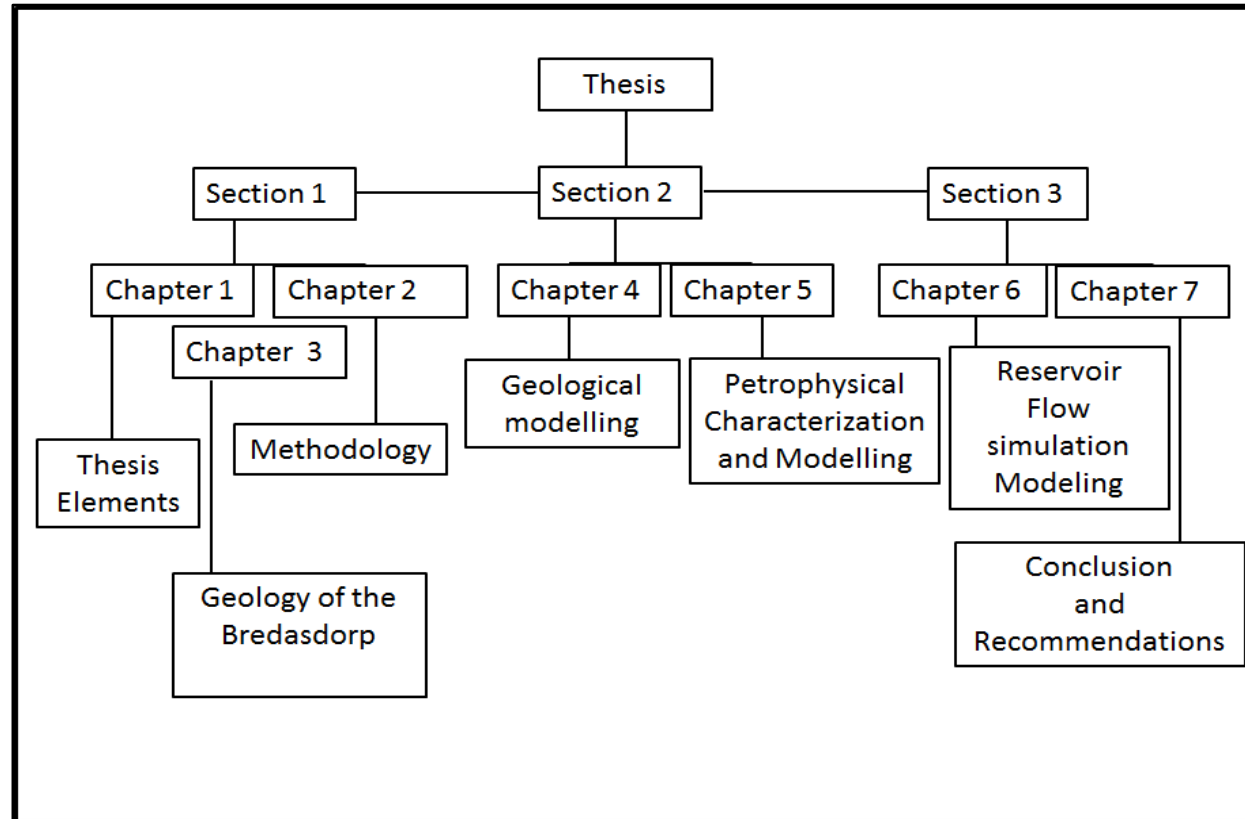 Thesis
Section 1
Section 2
Section 3
Chapter 1
Chapter 2
Chapter 4
Chapter 5
Chapter 6
Chapter 7
Chapter 3
Geological
modelling
Petrophysical
Characterization
and Modelling
Reservoir
Flow
simulation
Modeling
Methodology
Thesis
Elements
Geology of the
Bredasdorp
Conclusion
and
Recommendations